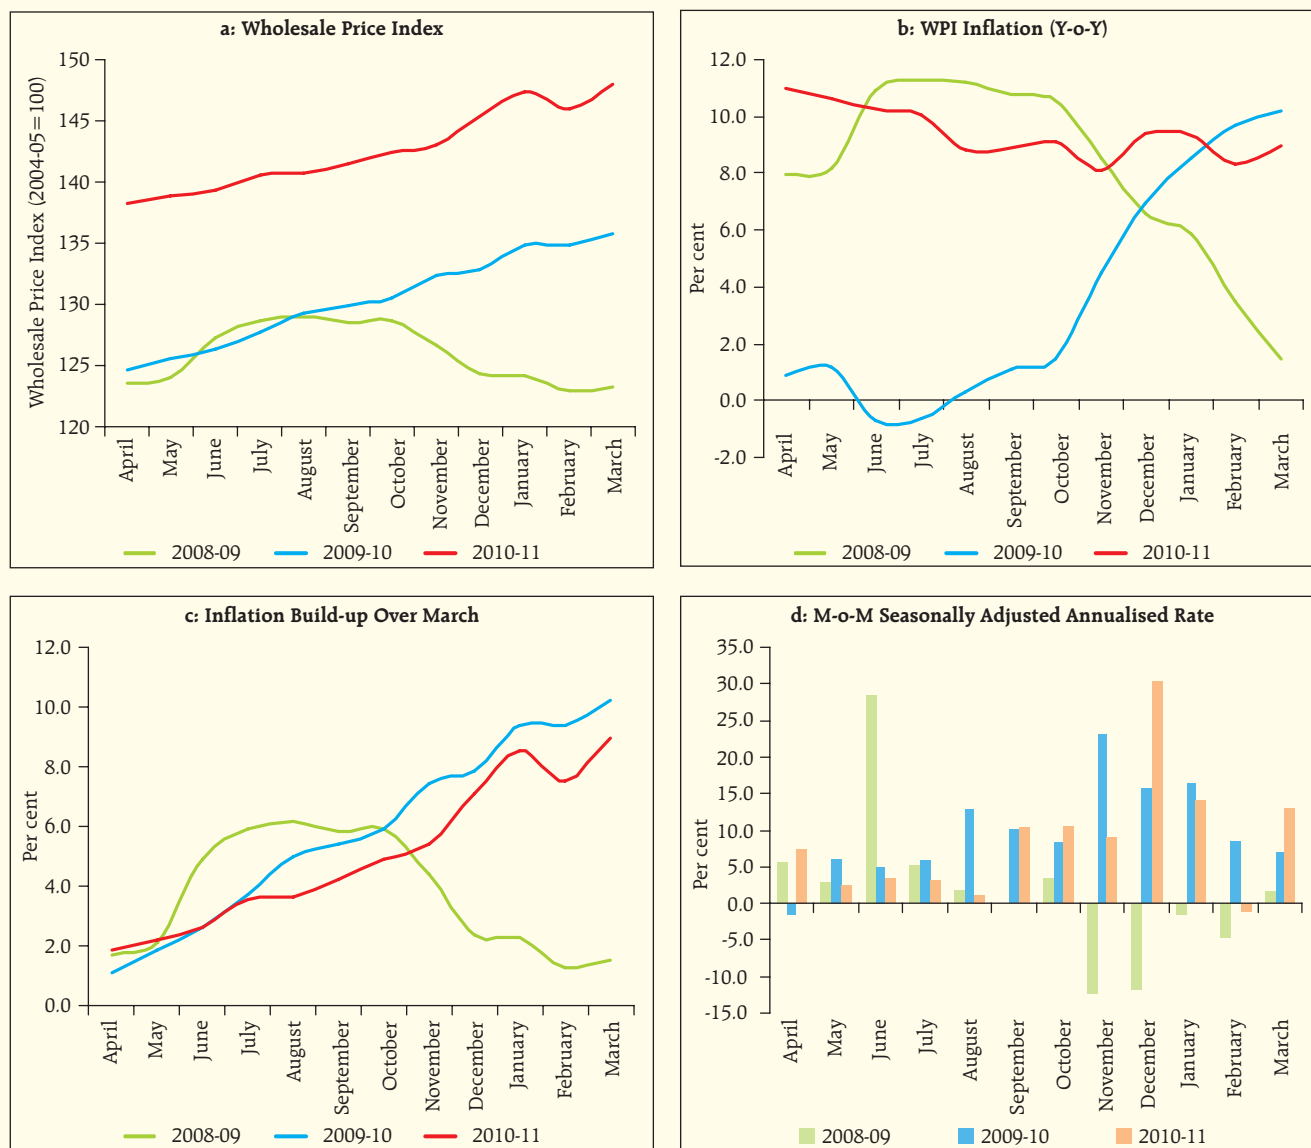 a: Wholesale Price Index
Wholesale Price Index (2004-05=100)
150
145
140
135
130
125
120
April
May
June
July
August
September
October
November
December
January
February
March
2008-09
2009-10
2010-11
b: WPI Inflation (Y-o-Y)
Per cent
12.0
10.0
8.0
6.0
4.0
2.0
0.0
-2.0
April
May
June
July
August
September
October
November
December
January
February
March
2008-09
2009-10
2010-11
c: Inflation Build-up Over March
Per cent
12.0
10.0
8.0
6.0
4.0
2.0
0.0
April
May
June
July
August
September
October
November
December
January
February
March
2008-09
2009-10
2010-11
d: M-o-M Seasonally Adjusted Annualised Rate
Per cent
35.0
30.0
25.0
20.0
15.0
10.0
5.0
0.0
-5.0
-10.0
-15.0
April
May
June
July
August
September
October
November
December
January
February
March
2008-09
2009-10
2010-11